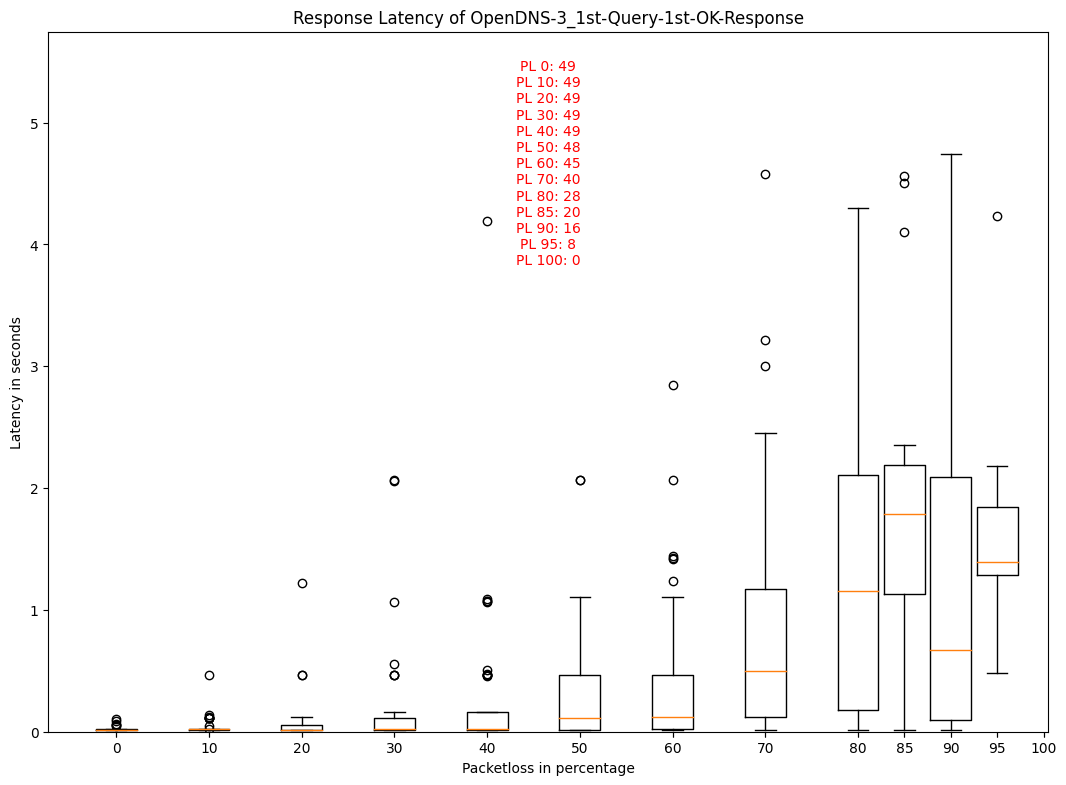 Response Latency of OpenDNS-3_1st-Query-1st-OK-Response
PL 0: 49
PL 10: 49
PL 20: 49
PL 30: 49
PL 40: 49
PL 50: 48
PL 60: 45
PL 70: 40
PL 80: 28
PL 85: 20
PL 90: 16
PL 95: 8
PL 100: 0
Latency in seconds
5
4
3
2
1
0
0 10 20 30 40 50 60 70 80 85 90 95 100
Packetloss in percentage